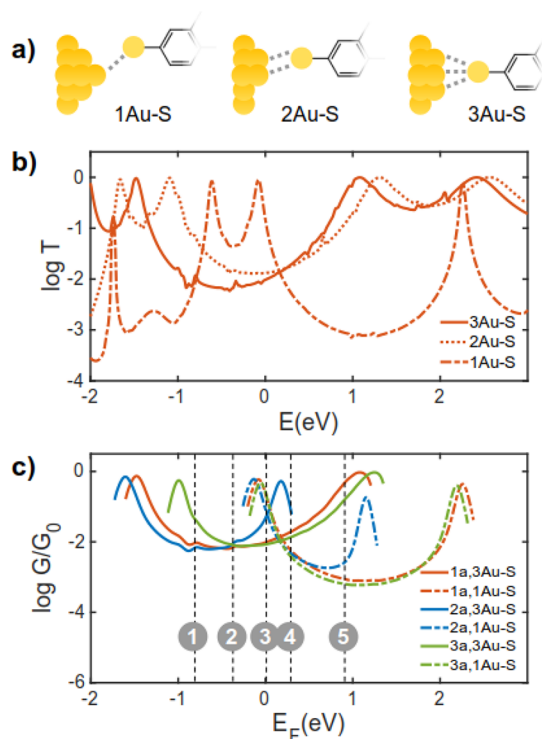 a)
1Au-S 2Au-S 3Au-S
b)
log T
0
-1
-2
-3
-4
3Au-S
2Au-S
1Au-S
-2 -1 0 1 2
E(eV)
c)
log G/G₀
0
-2
-4
-6
1a,3Au-S
1a,1Au-S
2a,3Au-S
2a,1Au-S
3a,3Au-S
3a,1Au-S
1 2 3 4 5
-2 -1 0 1 2
E_F(eV)